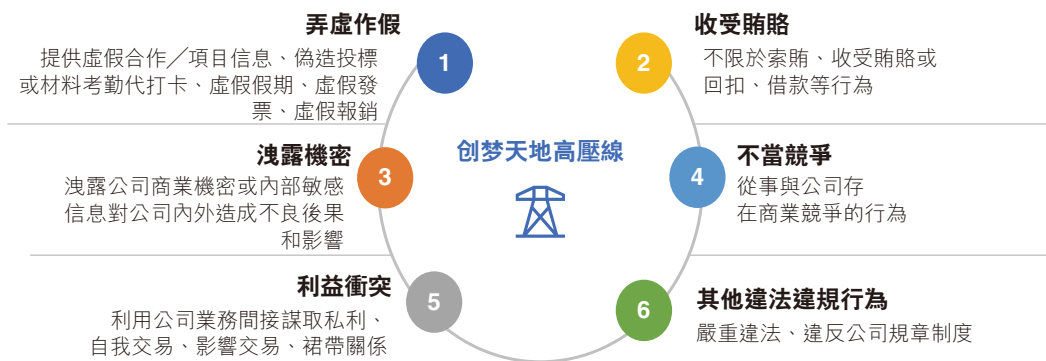 弄虛作假
提供虛假合作／項目信息、偽造投標
或材料考勤代打卡、虛假假期、虛假發
票、虛假報銷
1
收受賄賂
不限於索賄、收受賄賂或
回扣、借款等行為
2
洩露機密
洩露公司商業機密或內部敏感
信息對公司內外造成不良後果
和影響
3
创梦天地高壓線
不當競爭
從事與公司存
在商業競爭的行為
4
利益衝突
利用公司業務間接謀取私利、
自我交易、影響交易、裙帶關係
5
其他違法違規行為
嚴重違法、違反公司規章制度
6